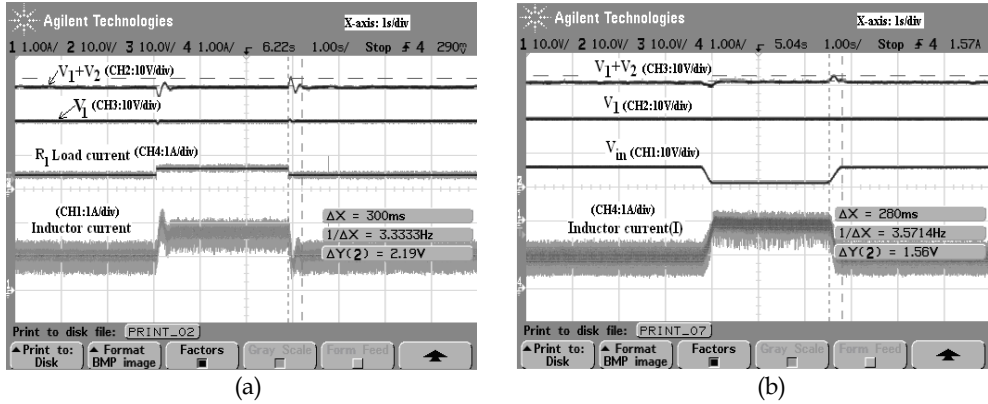 Agilent Technologies
X-axis: 1s/div
1 1.00A/ 2 10.0V/ 3 10.0V/ 4 1.00A/ 6.22s 1.00s/ Stop 4 290mV
V1+V2 (CH2:10V/div)
V1 (CH3:10V/div)
R1 Load current (CH4:1A/div)
(CH1:1A/div)
Inductor current
ΔX = 300ms
1/ΔX = 3.3333Hz
ΔY(2) = 2.19V
Print to disk file: PRINT_02
Print to: Disk
Format BMP image
Factors
Gray Scale
Form Feed
(a)
Agilent Technologies
X-axis: 1s/div
1 10.0V/ 2 10.0V/ 3 10.0V/ 4 1.00A/ 5.04s 1.00s/ Stop 4 1.57A
V1+V2 (CH3:10V/div)
V1 (CH2:10V/div)
Vin (CH1:10V/div)
(CH4:1A/div)
Inductor current(I)
ΔX = 280ms
1/ΔX = 3.5714Hz
ΔY(2) = 1.56V
Print to disk file: PRINT_07
Print to: Disk
Format BMP image
Factors
Gray Scale
Form Feed
(b)